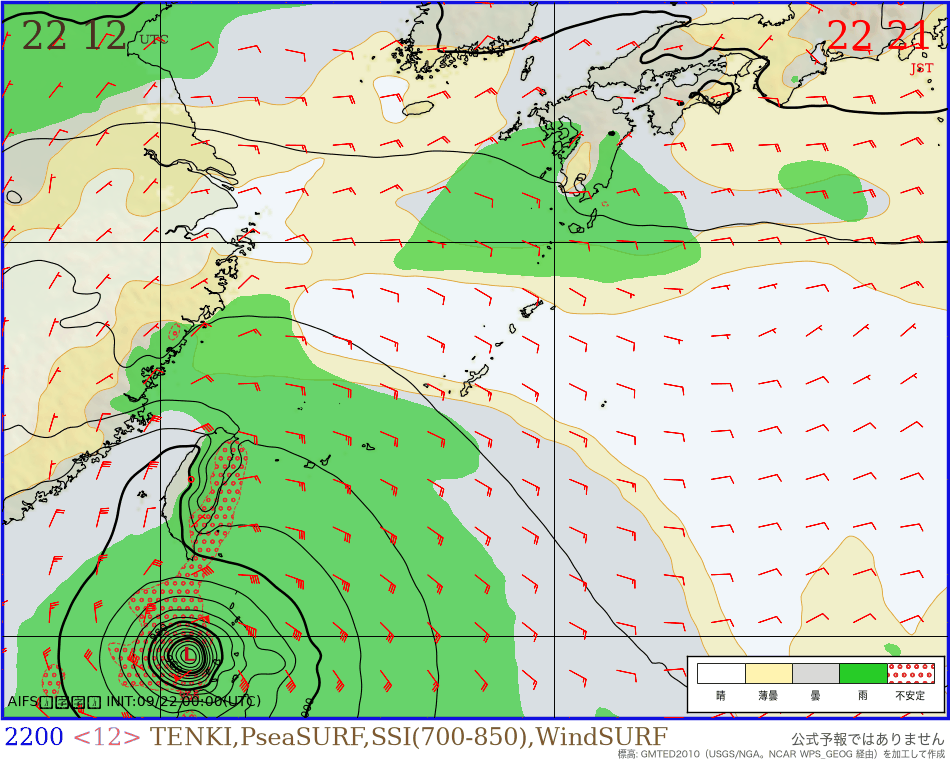 22 12 UTC
22 21
JST
L
AIFS INIT:09/22 00:00(UTC)
晴 薄曇 曇 雨 不安定
2200 <12> TENKI,PseaSURF,SSI(700-850),WindSURF
公式予報ではありません
標高: GMTED2010（USGS/NGA。NCAR WPS_GEOG 経由）を加工して作成